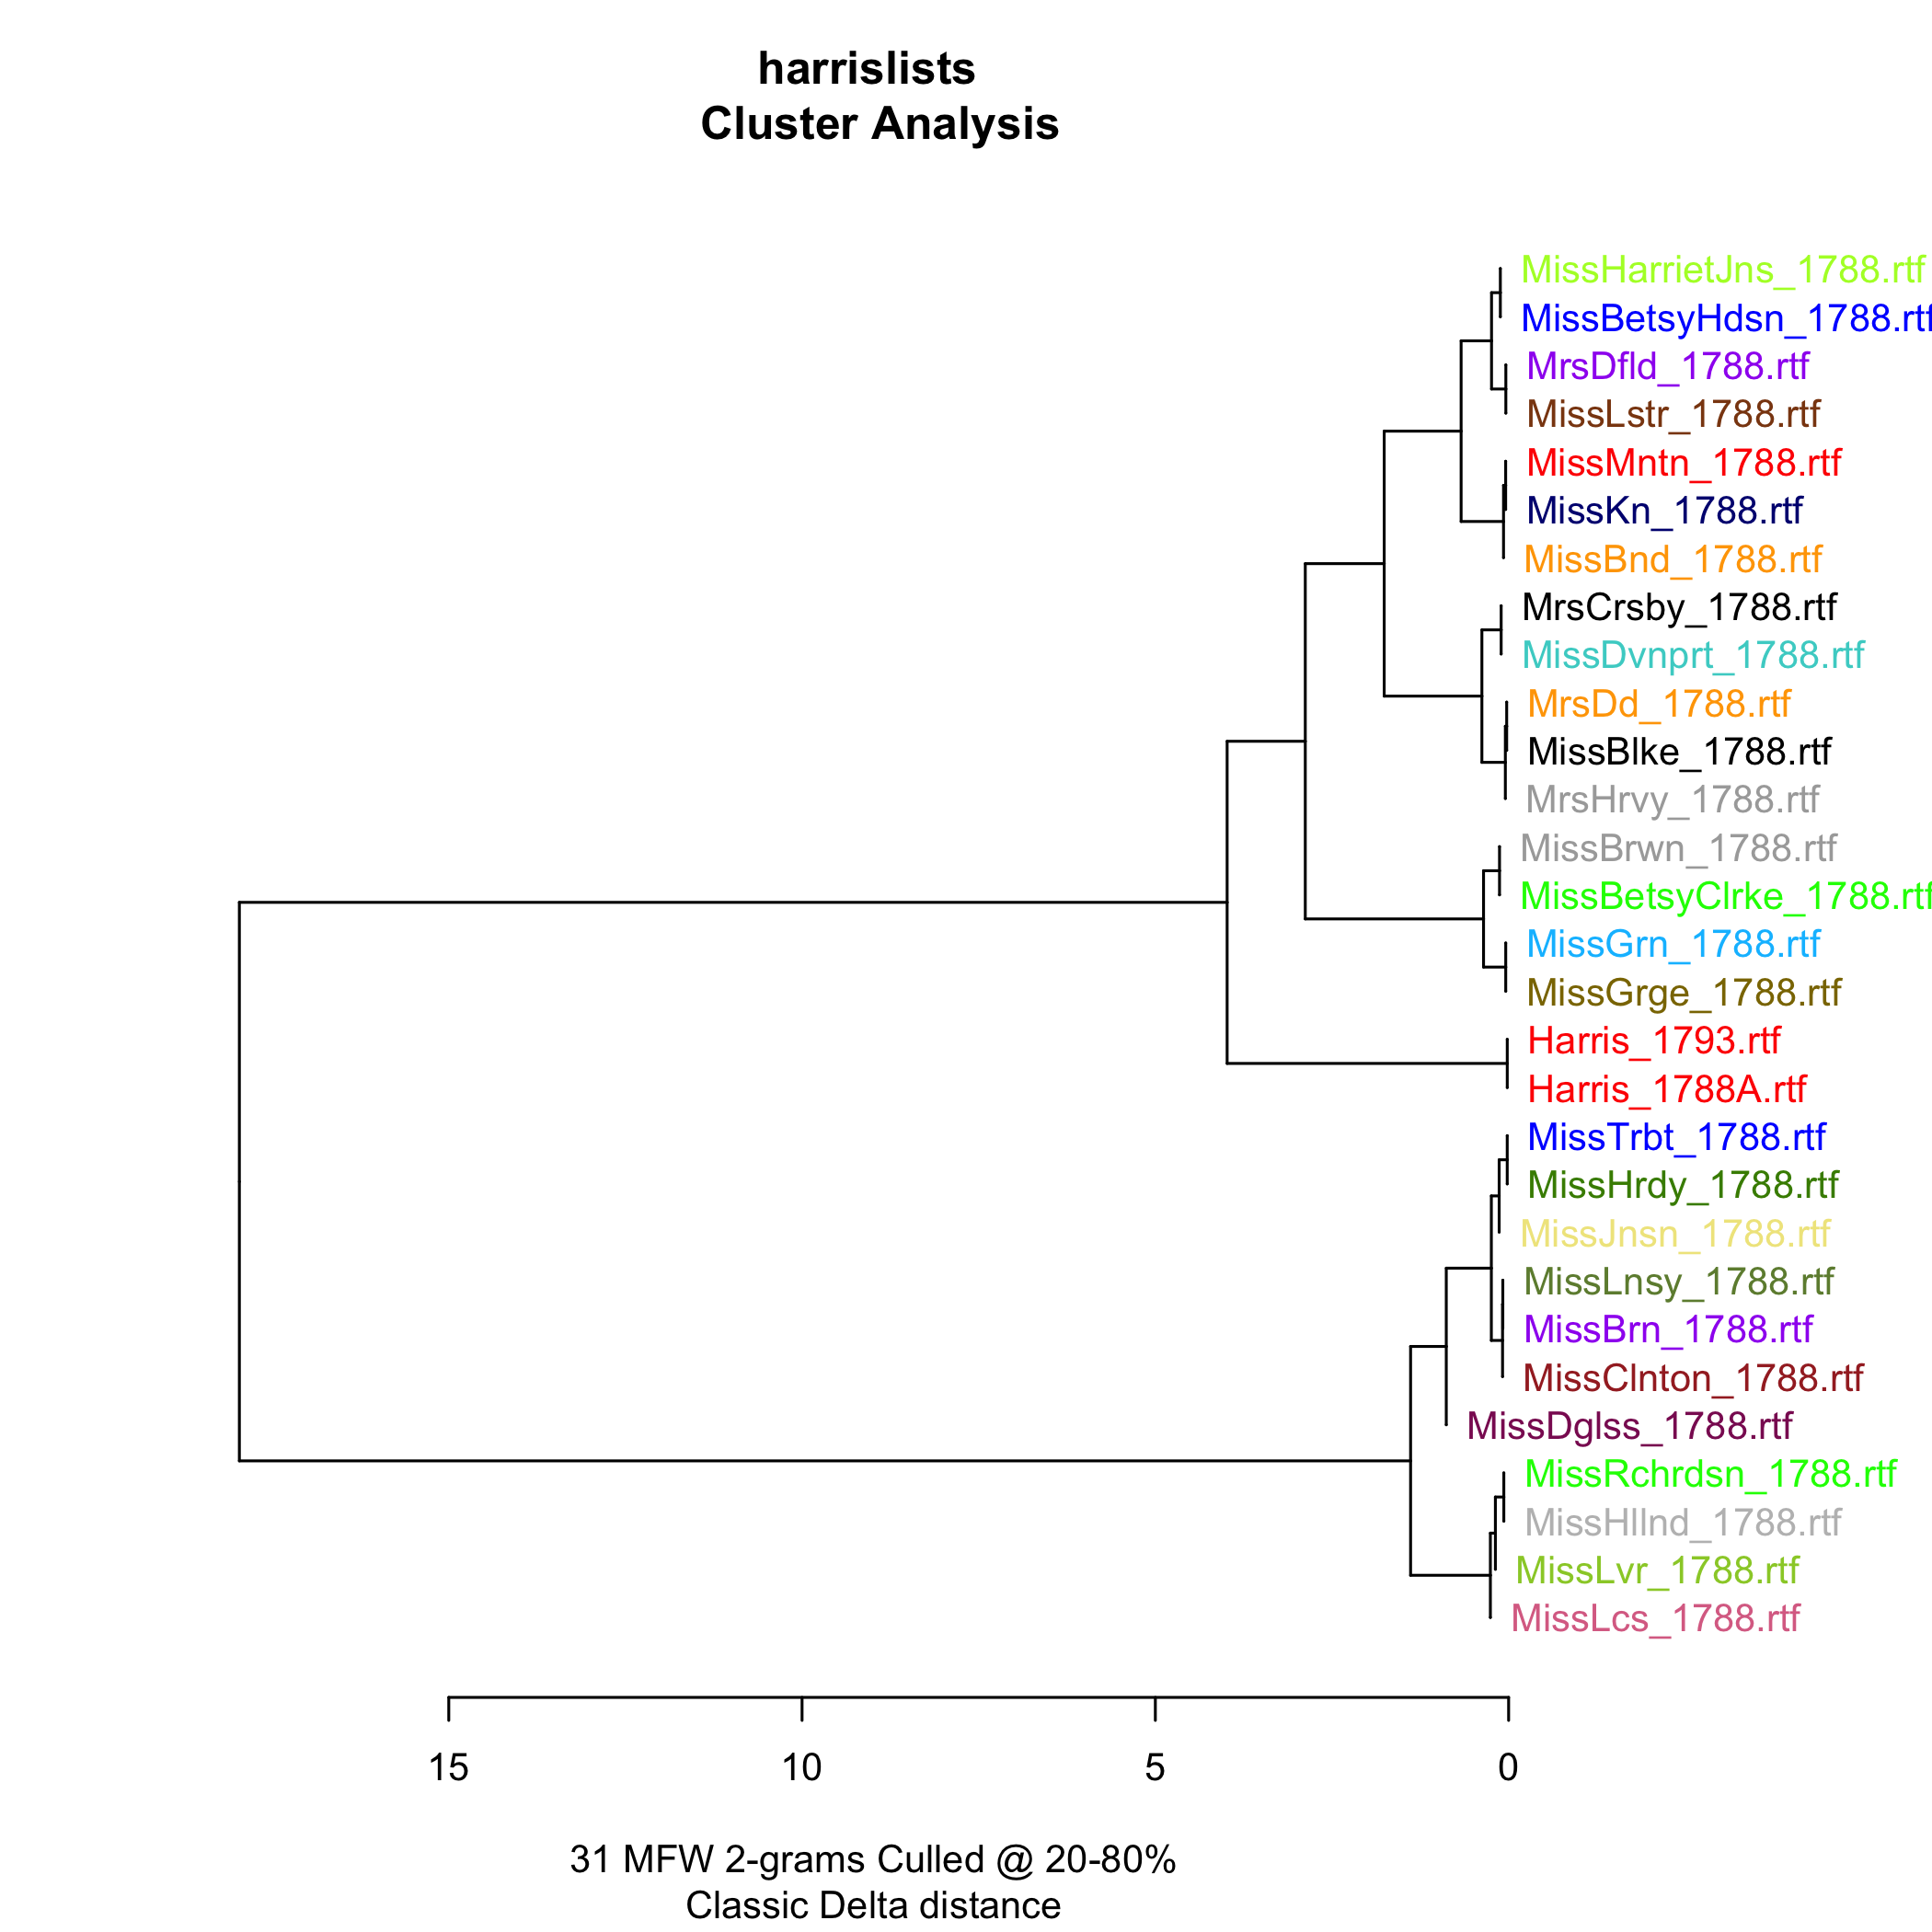 harrislists
Cluster Analysis
MissHarrietJns_1788.rtf
MissBetsyHdsn_1788.rtf
MrsDfld_1788.rtf
MissLstr_1788.rtf
MissMntn_1788.rtf
MissKn_1788.rtf
MissBnd_1788.rtf
MrsCrsby_1788.rtf
MissDvnprt_1788.rtf
MrsDd_1788.rtf
MissBlke_1788.rtf
MrsHrvy_1788.rtf
MissBrwn_1788.rtf
MissBetsyClrke_1788.rtf
MissGrn_1788.rtf
MissGrge_1788.rtf
Harris_1793.rtf
Harris_1788A.rtf
MissTrbt_1788.rtf
MissHrdy_1788.rtf
MissJnsn_1788.rtf
MissLnsy_1788.rtf
MissBrn_1788.rtf
MissClnton_1788.rtf
MissDglss_1788.rtf
MissRchrdsn_1788.rtf
MissHllnd_1788.rtf
MissLvr_1788.rtf
MissLcs_1788.rtf
15 10 5 0
31 MFW 2-grams Culled @ 20-80%
Classic Delta distance